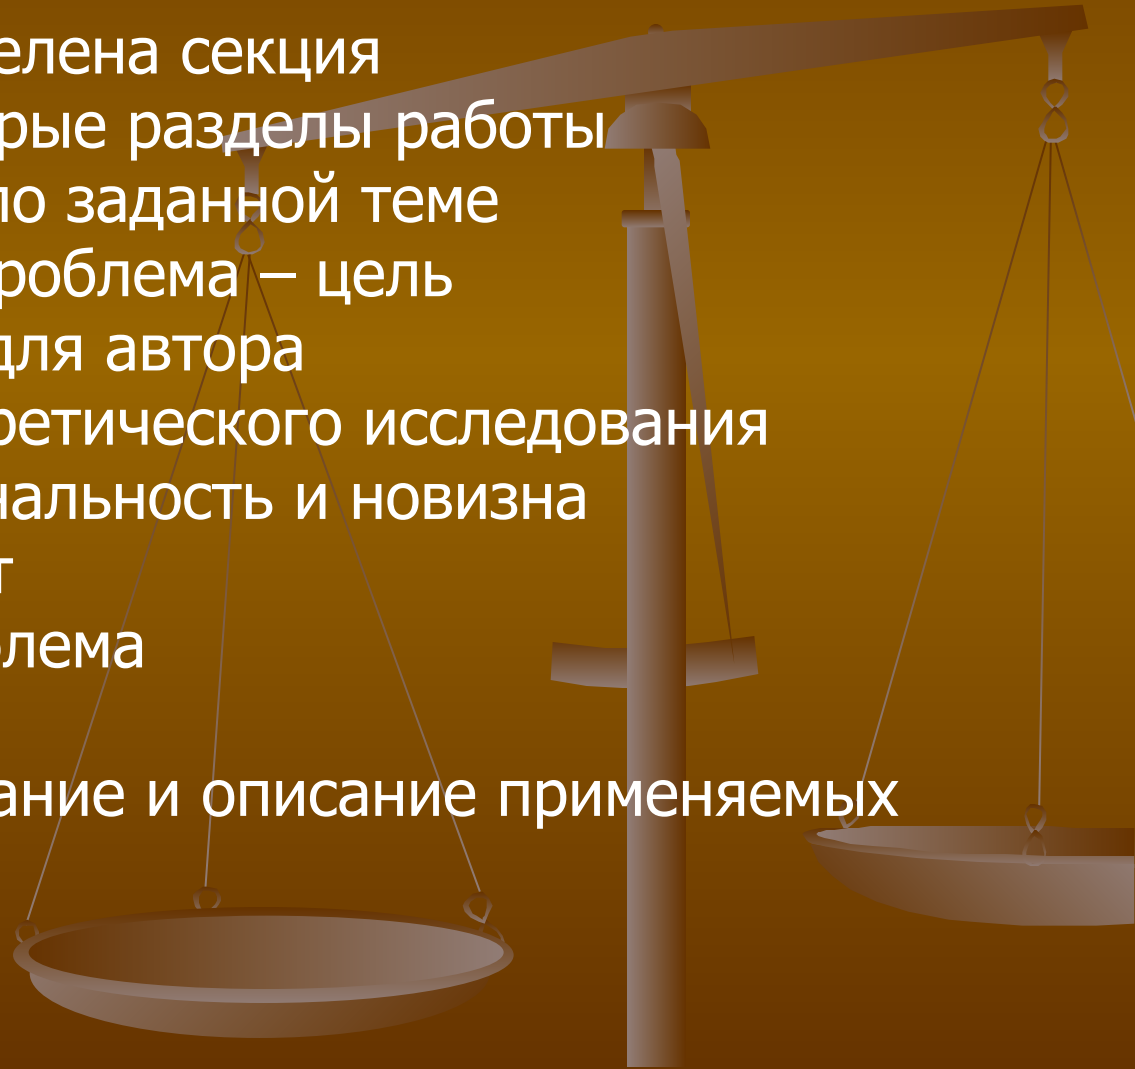 елена секция
рые разделы работы
по заданной теме
роблема – цель
для автора
ретического исследования
нальность и новизна
т
лема

ание и описание применяемых